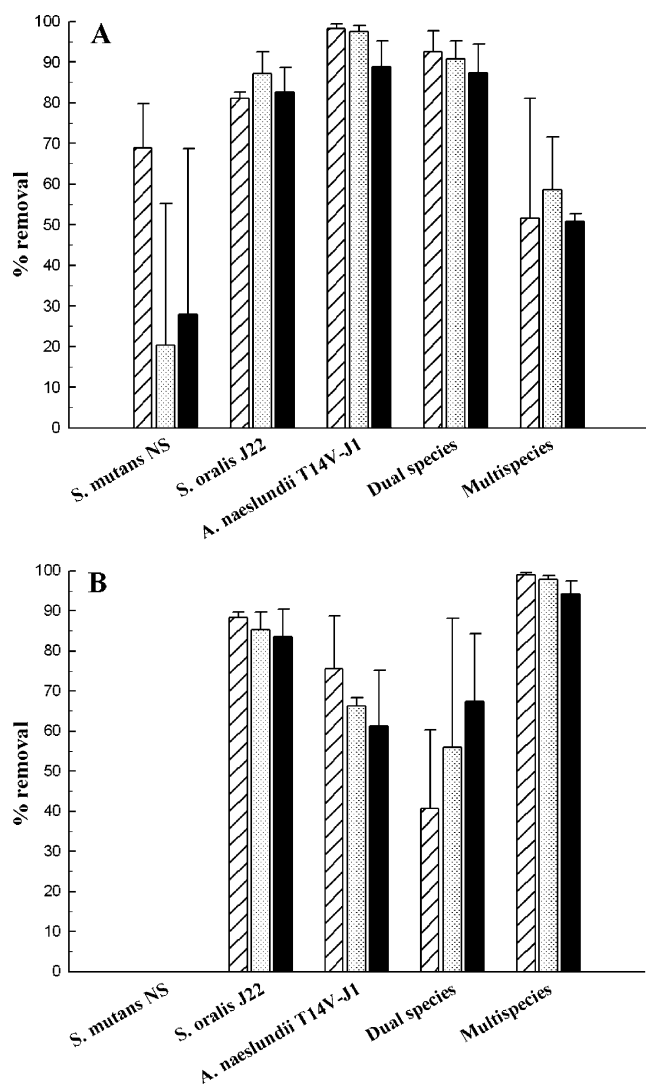 A
100
90
80
70
60
50
40
30
20
10
0
% removal
S. mutans NS
S. oralis J22
A. naeslundii T14V-J1
Dual species
Multispecies
B
100
90
80
70
60
50
40
30
20
10
0
% removal
S. mutans NS
S. oralis J22
A. naeslundii T14V-J1
Dual species
Multispecies